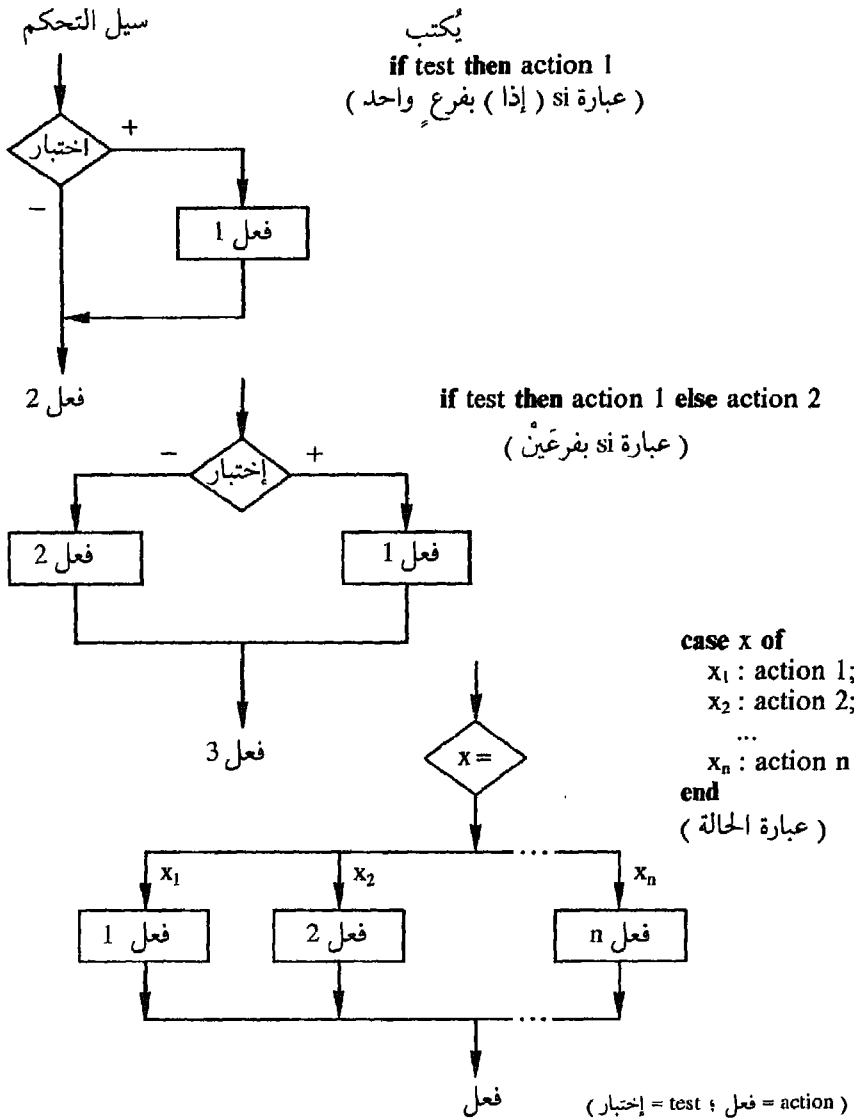 سيل التحكم
يُكتب
if test then action 1
( عبارة si ( إذا ) بفرعٍ واحد )
اختبار
+
−
فعل 1
فعل 2
if test then action 1 else action 2
( عبارة si بفرعَينْ )
− إختبار +
فعل 2
فعل 1
فعل 3
case x of
x₁ : action 1;
x₂ : action 2;
...
xₙ : action n
end
( عبارة الحالة )
x =
x₁ x₂ ... xₙ
فعل 1
فعل 2
فعل n
...
فعل
( action = فعل ؛ test = إختبار )